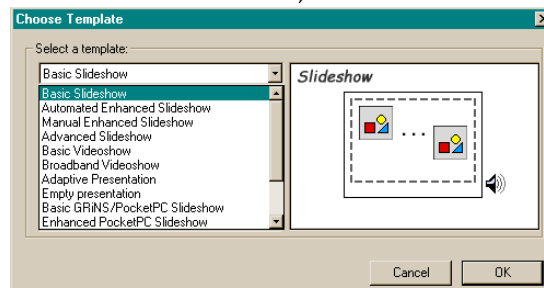 Choose Template
Select a template:
Basic Slideshow
Slideshow
Basic Slideshow
Automated Enhanced Slideshow
Manual Enhanced Slideshow
Advanced Slideshow
Basic Videoshow
Broadband Videoshow
Adaptive Presentation
Empty presentation
Basic GRiNS/PocketPC Slideshow
Enhanced PocketPC Slideshow
...
Cancel
OK